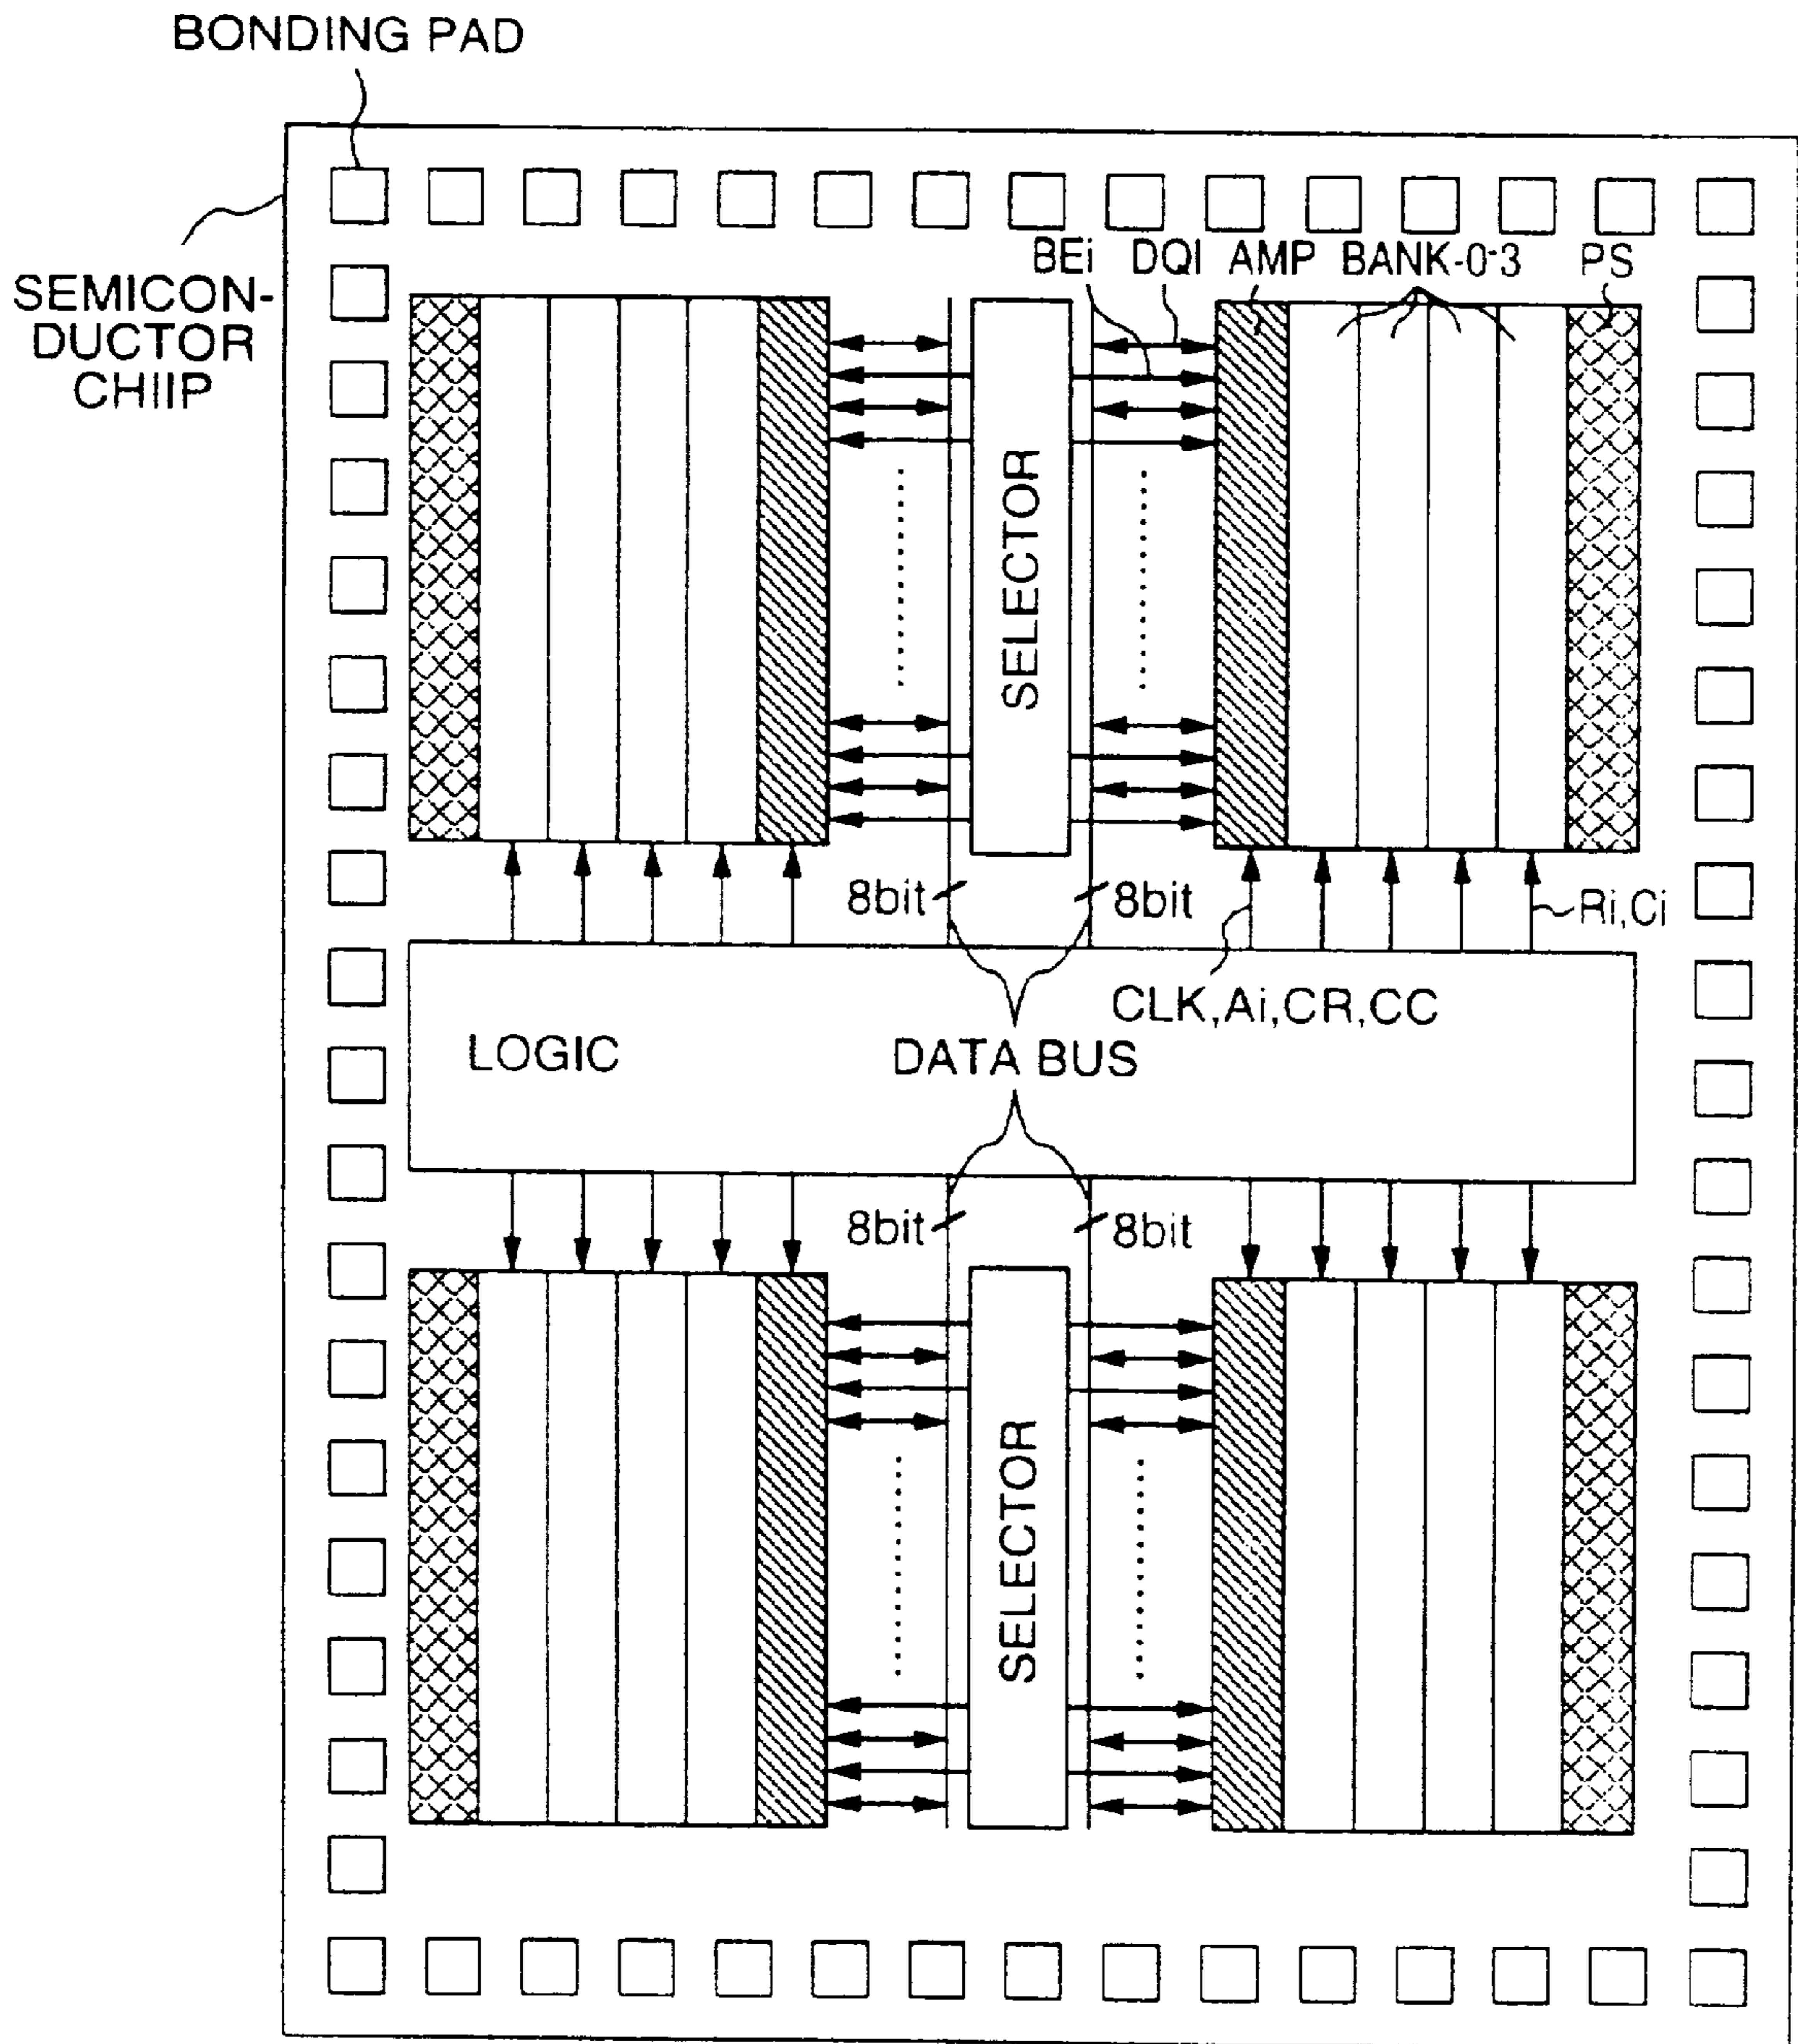 BONDING PAD
SEMICON-
DUCTOR
CHIIP
BEi DQI AMP BANK-0-3 PS
SELECTOR
8bit 8bit
Ri,Ci
CLK,Ai,CR,CC
LOGIC
DATA BUS
8bit 8bit
SELECTOR